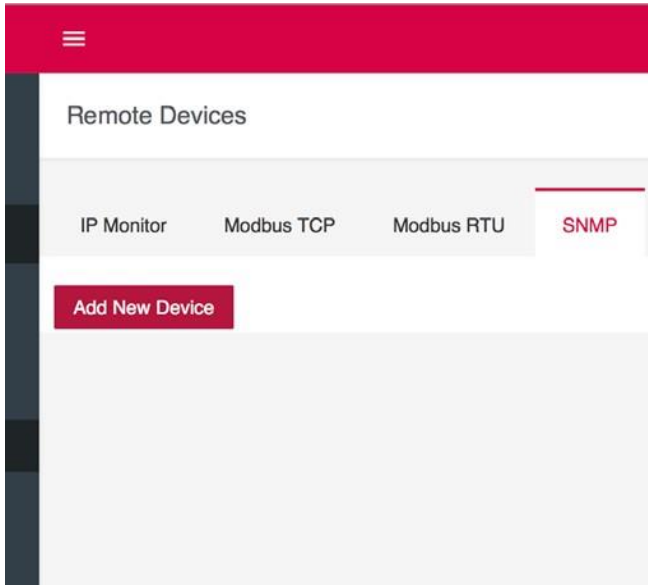 Remote Devices
IP Monitor Modbus TCP Modbus RTU SNMP
Add New Device